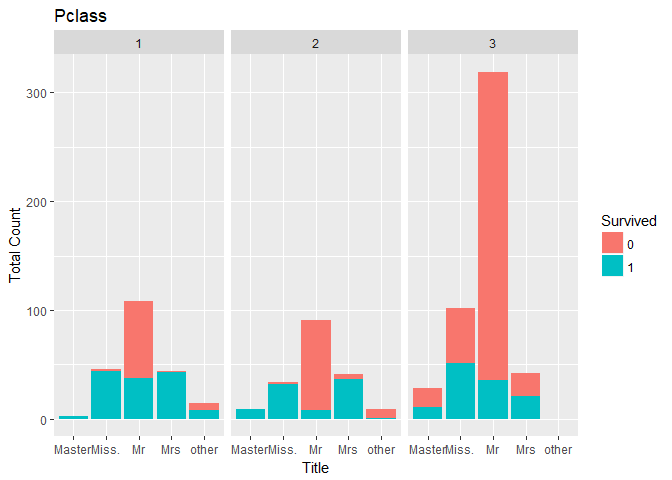 Pclass
1 2 3
300
200
100
0
Total Count
MasterMiss. Mr Mrs other MasterMiss. Mr Mrs other MasterMiss. Mr Mrs other
Title
Survived
0
1